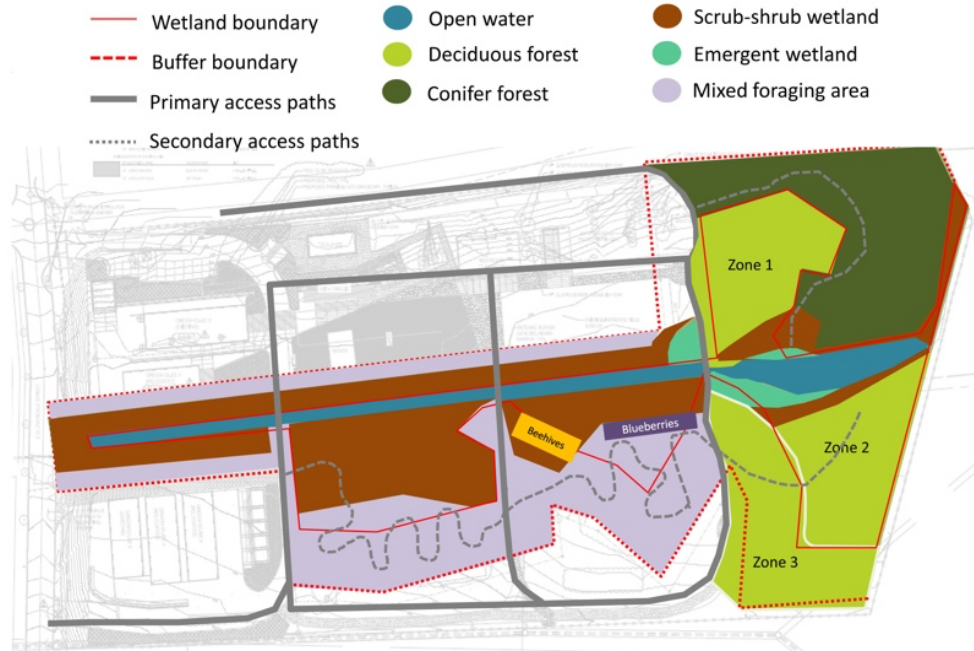 Wetland boundary
Buffer boundary
Primary access paths
Secondary access paths
Open water
Deciduous forest
Conifer forest
Scrub-shrub wetland
Emergent wetland
Mixed foraging area
Zone 1
Beehives
Blueberries
Zone 2
Zone 3